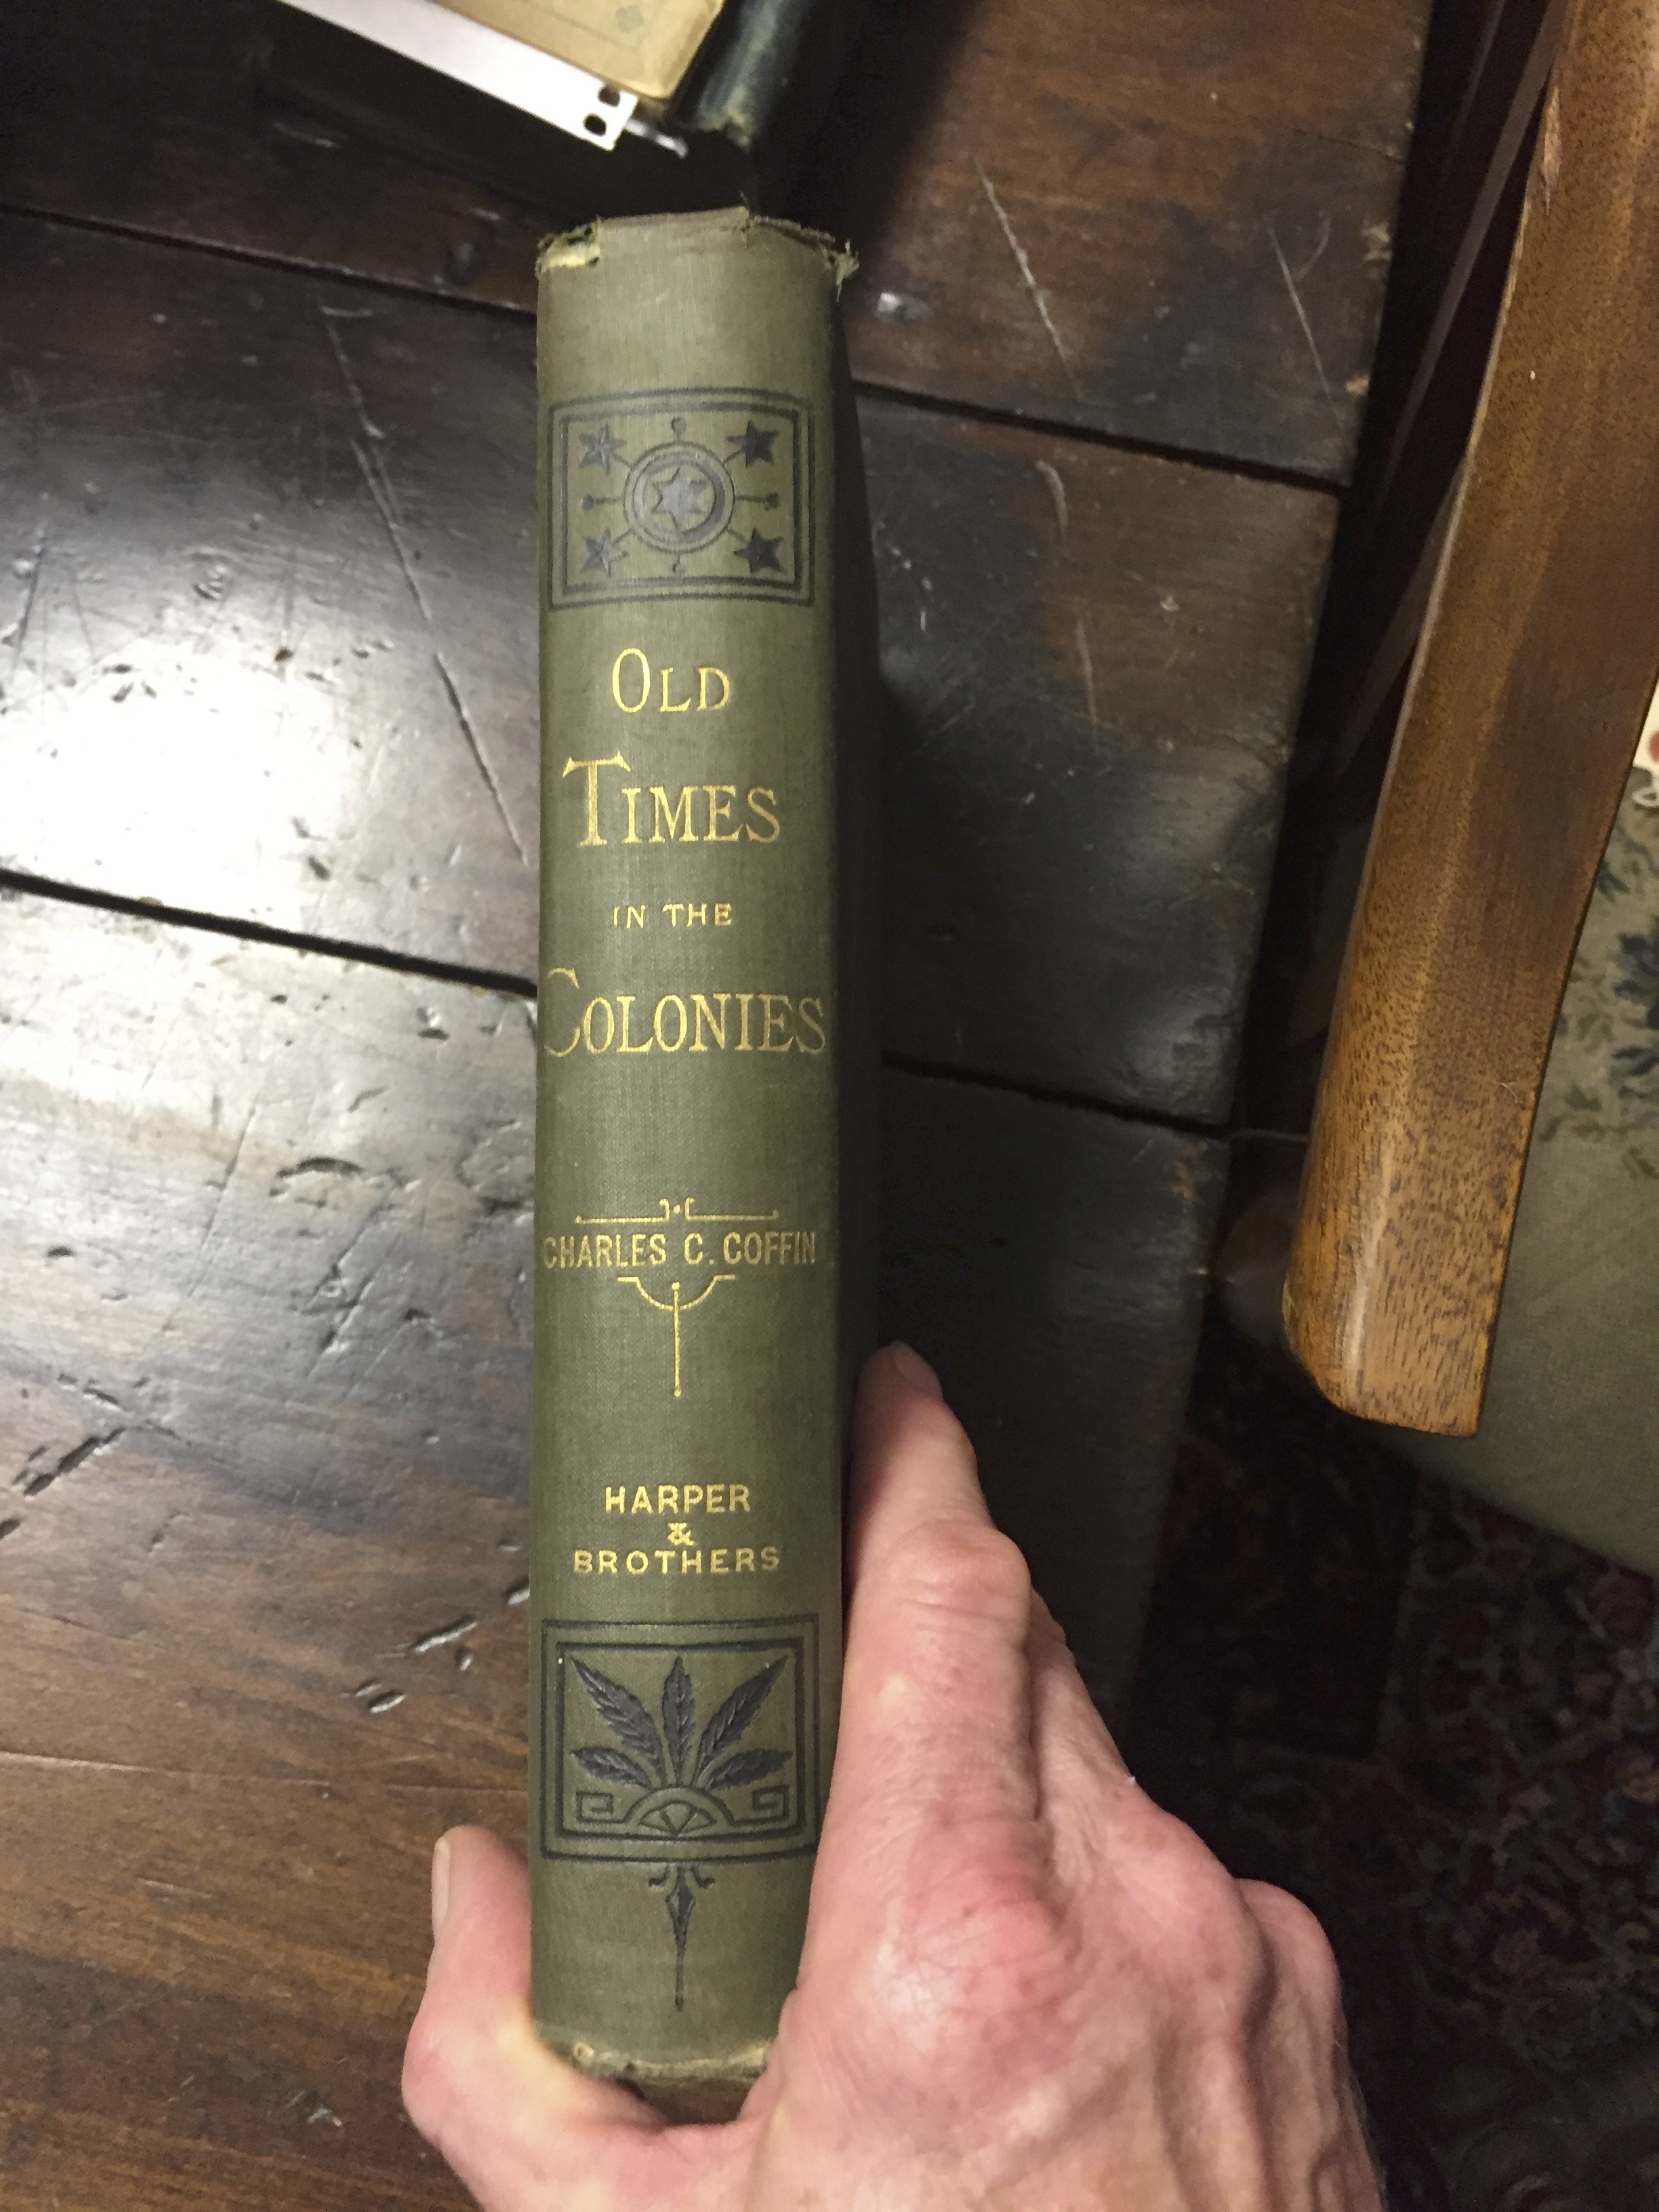 OLD
TIMES
IN THE
COLONIES
CHARLES C. COFFIN
HARPER
&
BROTHERS